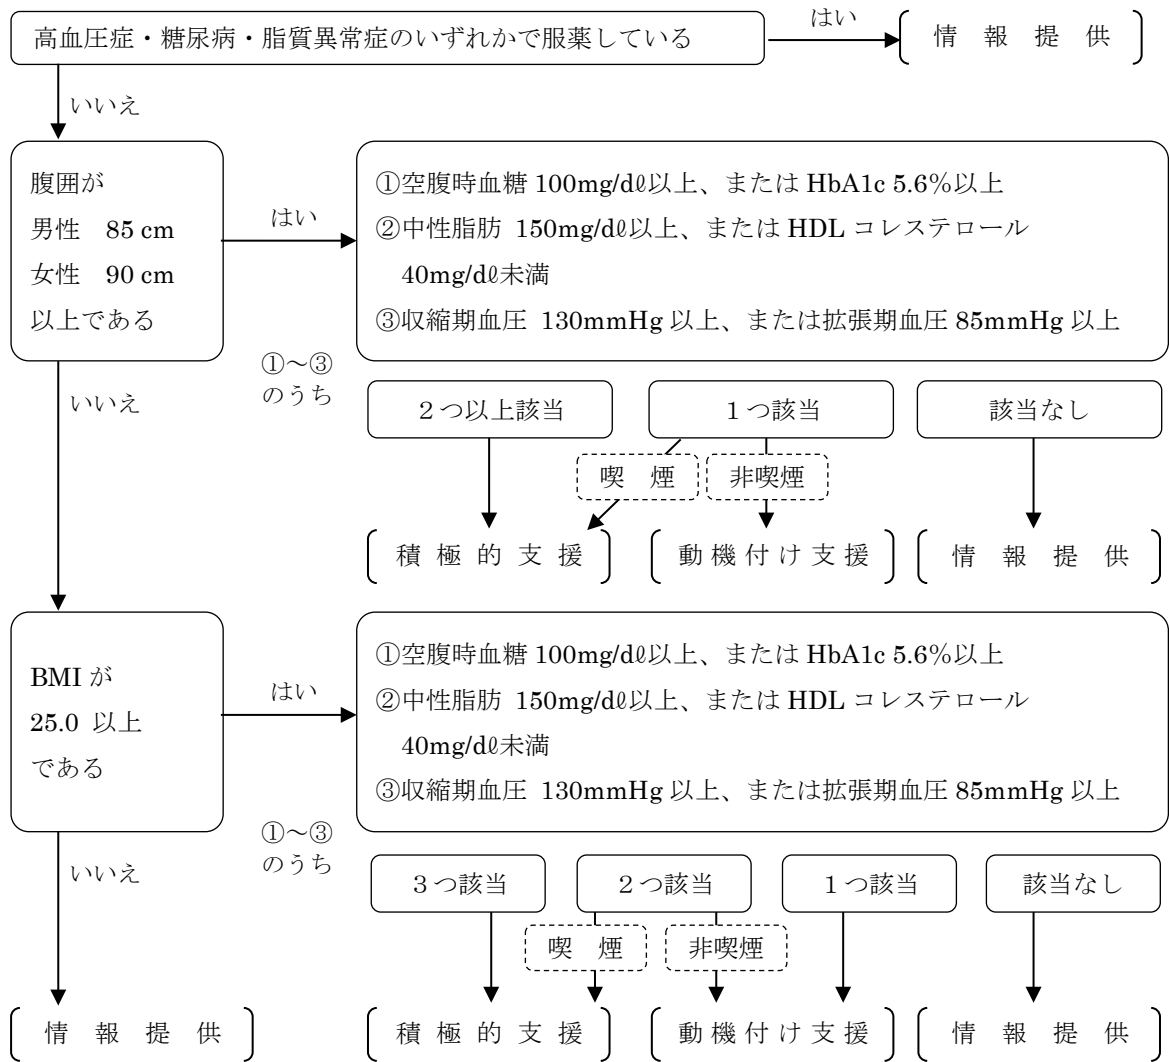 高血圧症・糖尿病・脂質異常症のいずれかで服薬している
はい
情報提供
いいえ
腹囲が
男性 85 cm
女性 90 cm
以上である
はい
①空腹時血糖 100mg/dℓ以上、または HbA1c 5.6%以上
②中性脂肪 150mg/dℓ以上、または HDL コレステロール
40mg/dℓ未満
③収縮期血圧 130mmHg 以上、または拡張期血圧 85mmHg 以上
いいえ
①～③
のうち
２つ以上該当
１つ該当
該当なし
喫 煙
非喫煙
積極的支援
動機付け支援
情報提供
BMI が
25.0 以上
である
はい
①空腹時血糖 100mg/dℓ以上、または HbA1c 5.6%以上
②中性脂肪 150mg/dℓ以上、または HDL コレステロール
40mg/dℓ未満
③収縮期血圧 130mmHg 以上、または拡張期血圧 85mmHg 以上
いいえ
①～③
のうち
３つ該当
２つ該当
１つ該当
該当なし
喫 煙
非喫煙
情報提供
積極的支援
動機付け支援
情報提供